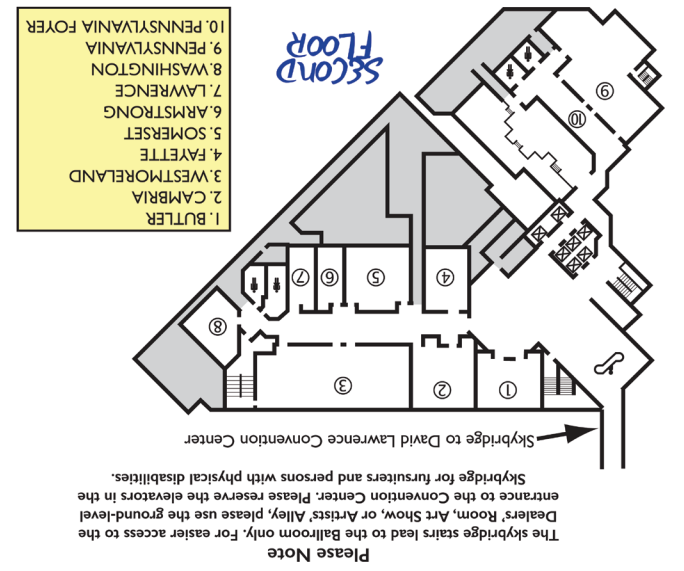 Please Note
The skybridge stairs lead to the Ballroom only. For easier access to the
Dealers' Room, Art Show, or Artists' Alley, please use the ground-level
entrance to the Convention Center. Please reserve the elevators in the
Skybridge for fursuiters and persons with physical disabilities.
Skybridge to David Lawrence Convention Center
1
2
3
8
4
5
6
7
10
9
SECOND
FLOOR
1. BUTLER
2. CAMBRIA
3. WESTMORELAND
4. FAYETTE
5. SOMERSET
6. ARMSTRONG
7. LAWRENCE
8. WASHINGTON
9. PENNSYLVANIA
10. PENNSYLVANIA FOYER